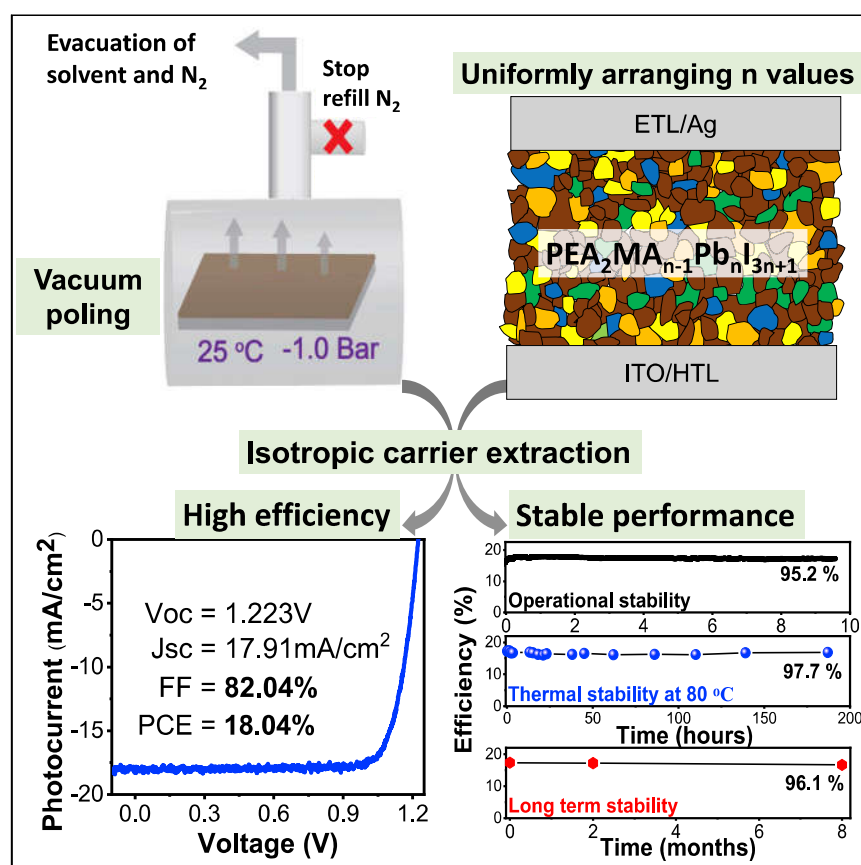 Evacuation of
solvent and N₂
Stop
refill N₂
Vacuum
poling
25 °C -1.0 Bar
Uniformly arranging n values
ETL/Ag
PEA₂MAₙ₋₁PbₙI₃ₙ₊₁
ITO/HTL
Isotropic carrier extraction
High efficiency
Photocurrent (mA/cm²)
0
-5
-10
-15
-20
Voc = 1.223V
Jsc = 17.91mA/cm²
FF = 82.04%
PCE = 18.04%
0.0 0.3 0.6 0.9 1.2
Voltage (V)
Stable performance
Efficiency (%)
20
10
0
95.2 %
Operational stability
0 2 4 6 8 10
20
10
0
97.7 %
Thermal stability at 80 °C
0 50 100 150 200
Time (hours)
20
10
0
96.1 %
Long term stability
0 2 4 6 8
Time (months)